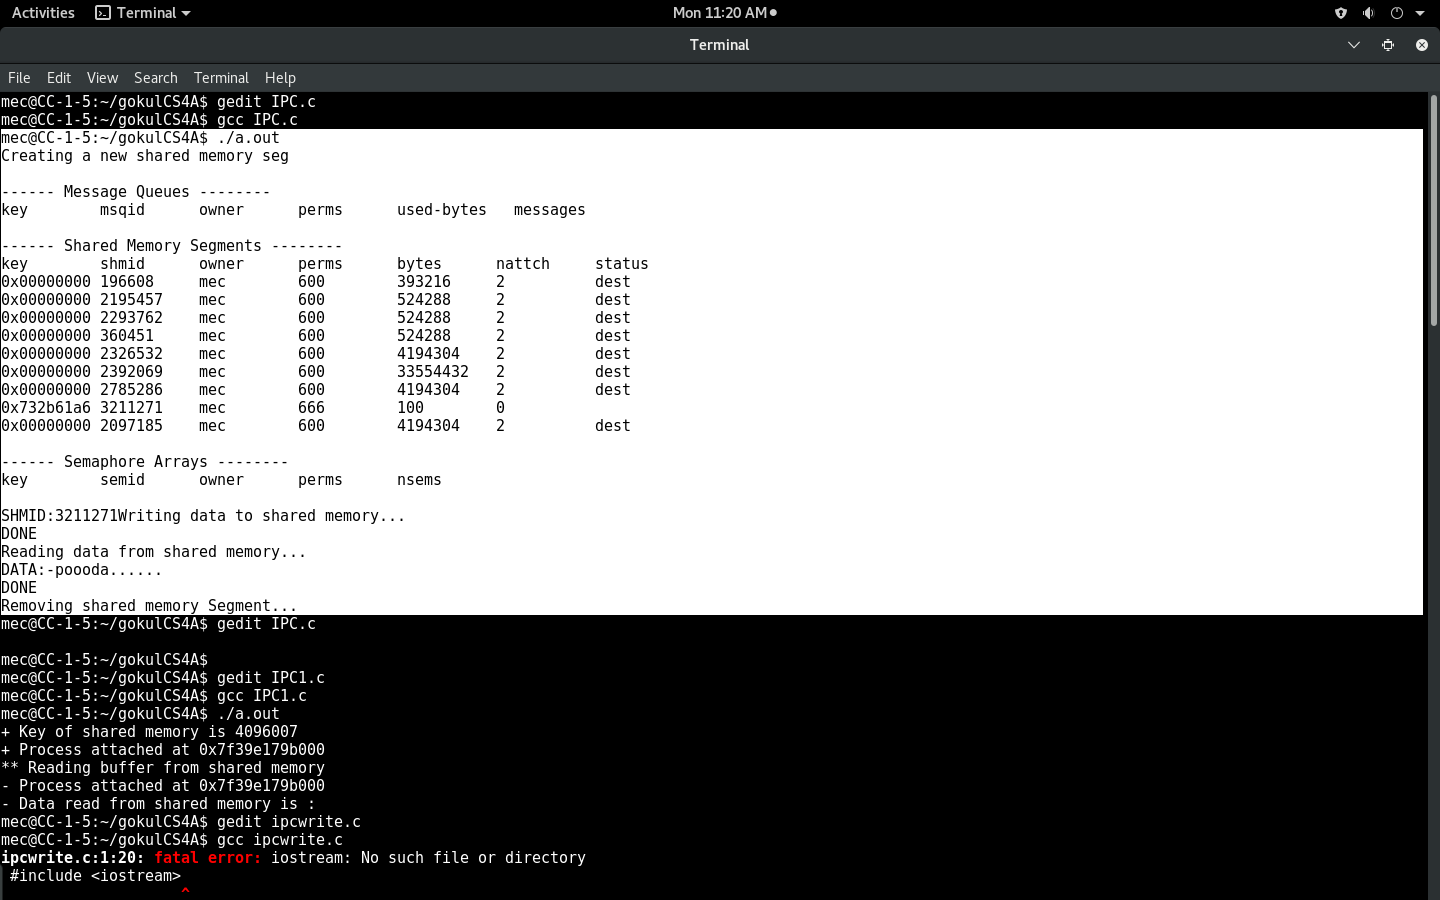 Activities Terminal Mon 11:20 AM●
Terminal
File Edit View Search Terminal Help
mec@CC-1-5:~/gokulCS4A$ gedit IPC.c
mec@CC-1-5:~/gokulCS4A$ gcc IPC.c
mec@CC-1-5:~/gokulCS4A$ ./a.out
Creating a new shared memory seg
------ Message Queues --------
key        msqid      owner      perms      used-bytes   messages
------ Shared Memory Segments --------
key        shmid      owner      perms      bytes      nattch     status
0x00000000 196608     mec        600        393216     2          dest
0x00000000 2195457    mec        600        524288     2          dest
0x00000000 2293762    mec        600        524288     2          dest
0x00000000 360451     mec        600        524288     2          dest
0x00000000 2326532    mec        600        4194304    2          dest
0x00000000 2392069    mec        600        33554432   2          dest
0x00000000 2785286    mec        600        4194304    2          dest
0x732b61a6 3211271    mec        666        100        0
0x00000000 2097185    mec        600        4194304    2          dest
------ Semaphore Arrays --------
key        semid      owner      perms      nsems
SHMID:3211271Writing data to shared memory...
DONE
Reading data from shared memory...
DATA:-poooda......
DONE
Removing shared memory Segment...
mec@CC-1-5:~/gokulCS4A$ gedit IPC.c
mec@CC-1-5:~/gokulCS4A$
mec@CC-1-5:~/gokulCS4A$ gedit IPC1.c
mec@CC-1-5:~/gokulCS4A$ gcc IPC1.c
mec@CC-1-5:~/gokulCS4A$ ./a.out
+ Key of shared memory is 4096007
+ Process attached at 0x7f39e179b000
** Reading buffer from shared memory
- Process attached at 0x7f39e179b000
- Data read from shared memory is :
mec@CC-1-5:~/gokulCS4A$ gedit ipcwrite.c
mec@CC-1-5:~/gokulCS4A$ gcc ipcwrite.c
ipcwrite.c:1:20: fatal error: iostream: No such file or directory
 #include <iostream>
                    ^